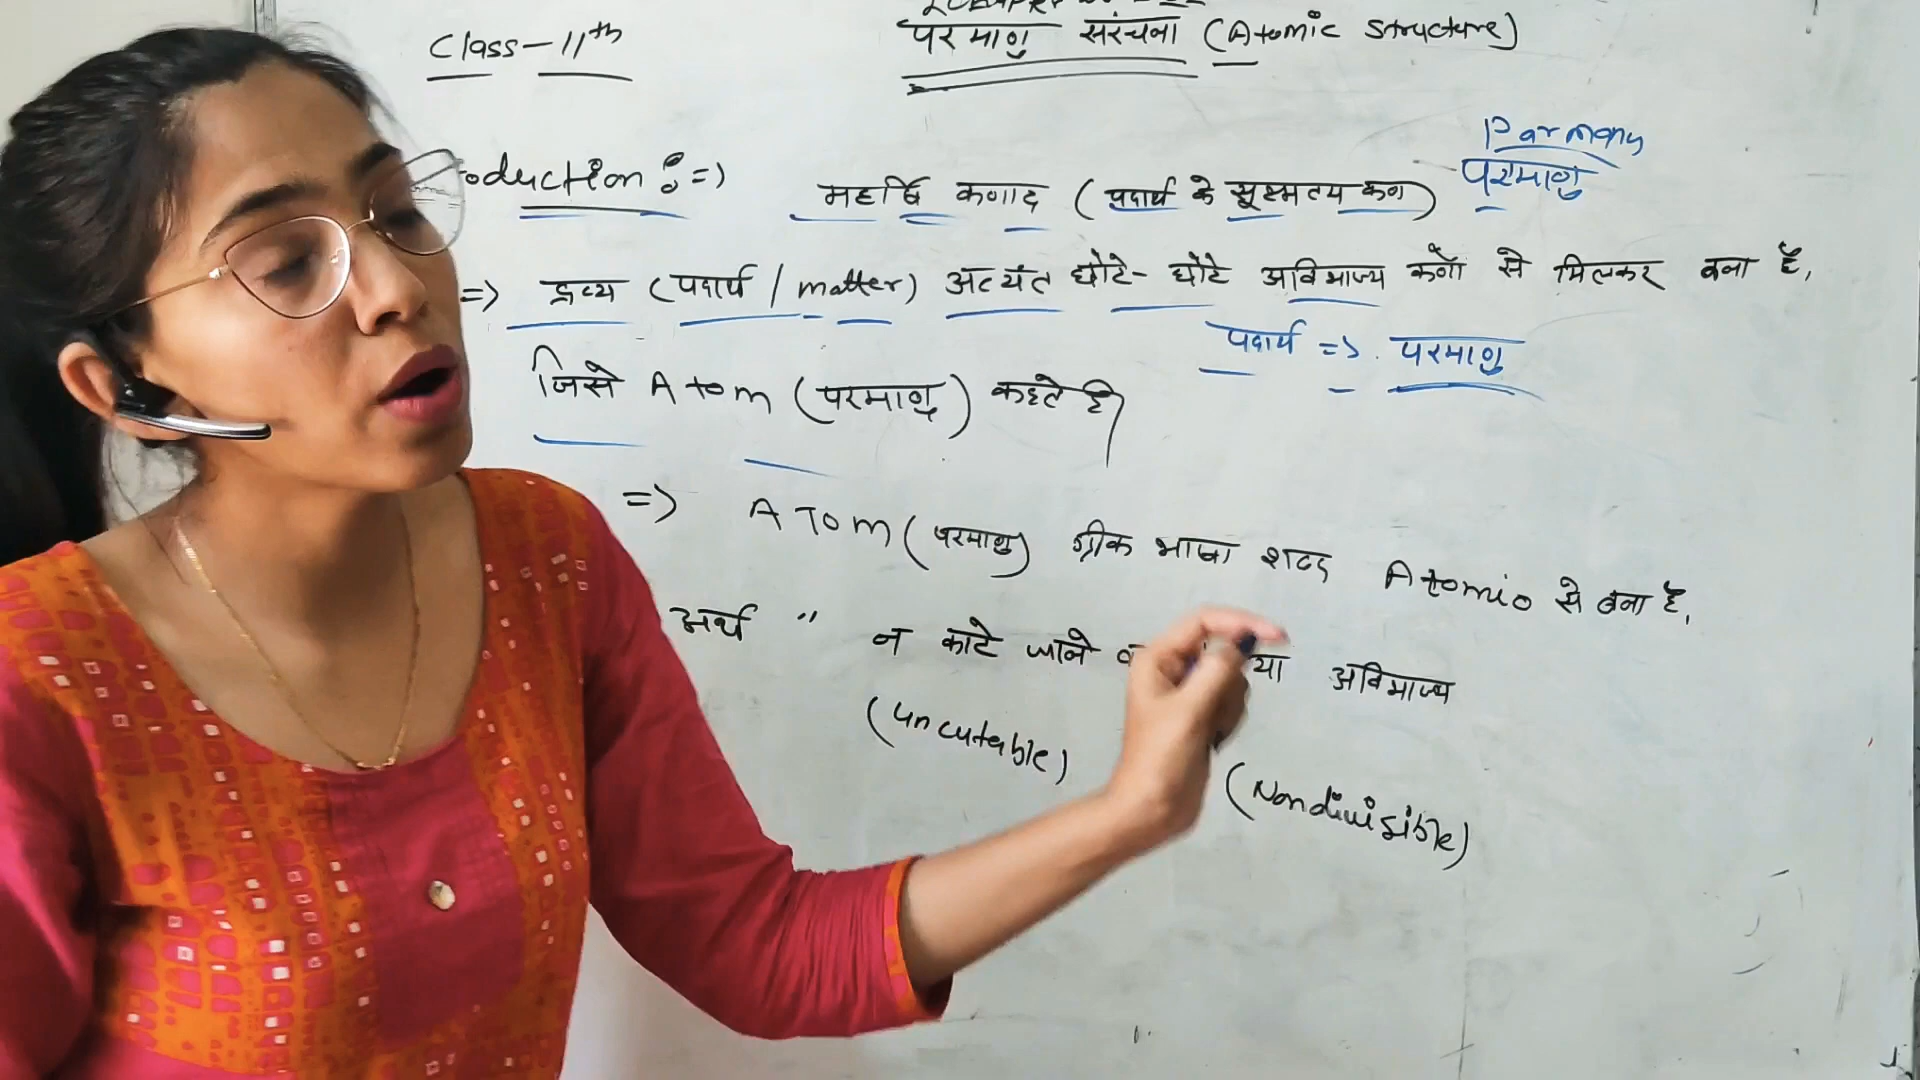 Class-11th
परमाणु संरचना (Atomic structure)
oduction :=>
महर्षि कणाद (पदार्थ के सूक्ष्मतम कण)
Parmanu
परमाणु
=> द्रव्य (पदार्थ / matter) अत्यंत छोटे-छोटे अविभाज्य कणों से मिलकर बना है,
पदार्थ => परमाणु
जिसे Atom (परमाणु) कहते है।
=> ATom (परमाणु) ग्रीक भाषा शब्द Atomio से बना है,
अर्थ " न काटे जाने या अविभाज्य
(uncutable)
(Nondivisible)